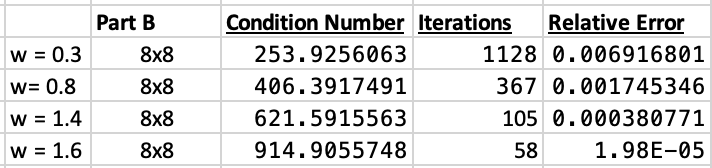 Part B Condition Number Iterations Relative Error
w = 0.3 8x8 253.9256063 1128 0.006916801
w= 0.8 8x8 406.3917491 367 0.001745346
w = 1.4 8x8 621.5915563 105 0.000380771
w = 1.6 8x8 914.9055748 58 1.98E-05